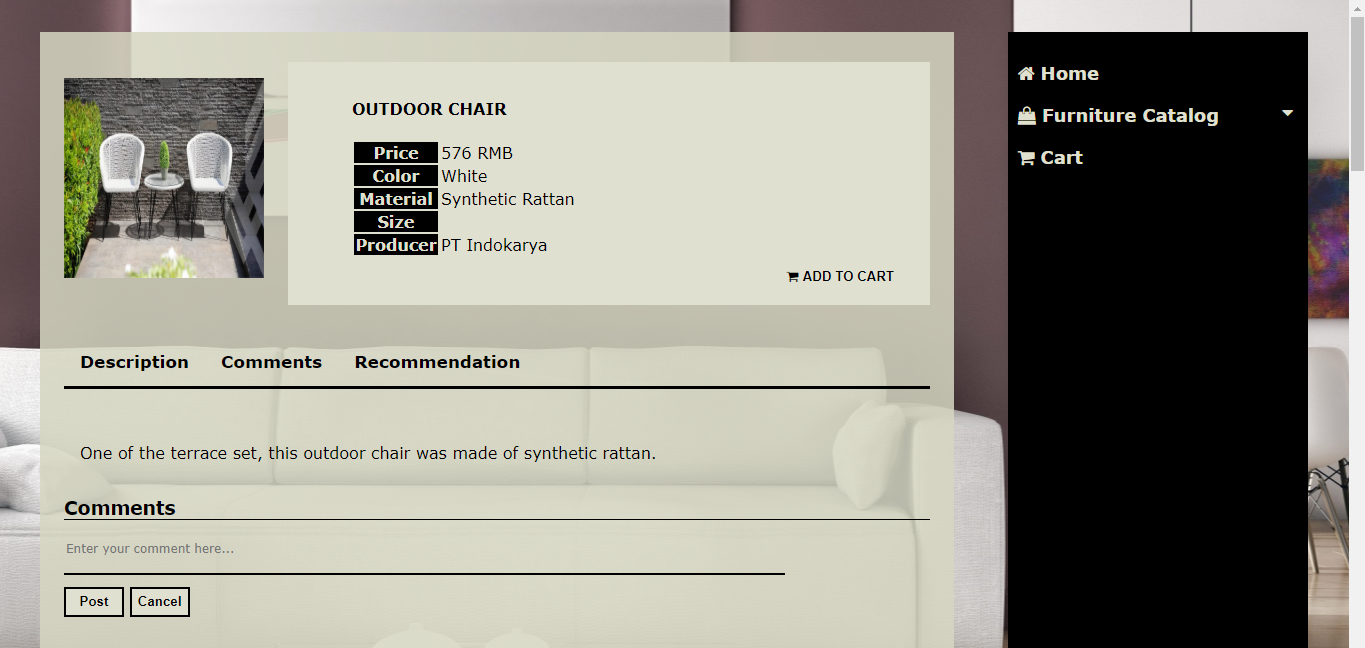 OUTDOOR CHAIR
Price 576 RMB
Color White
Material Synthetic Rattan
Size
Producer PT Indokarya
ADD TO CART
Description Comments Recommendation
One of the terrace set, this outdoor chair was made of synthetic rattan.
Comments
Enter your comment here...
Post Cancel
Home
Furniture Catalog
Cart